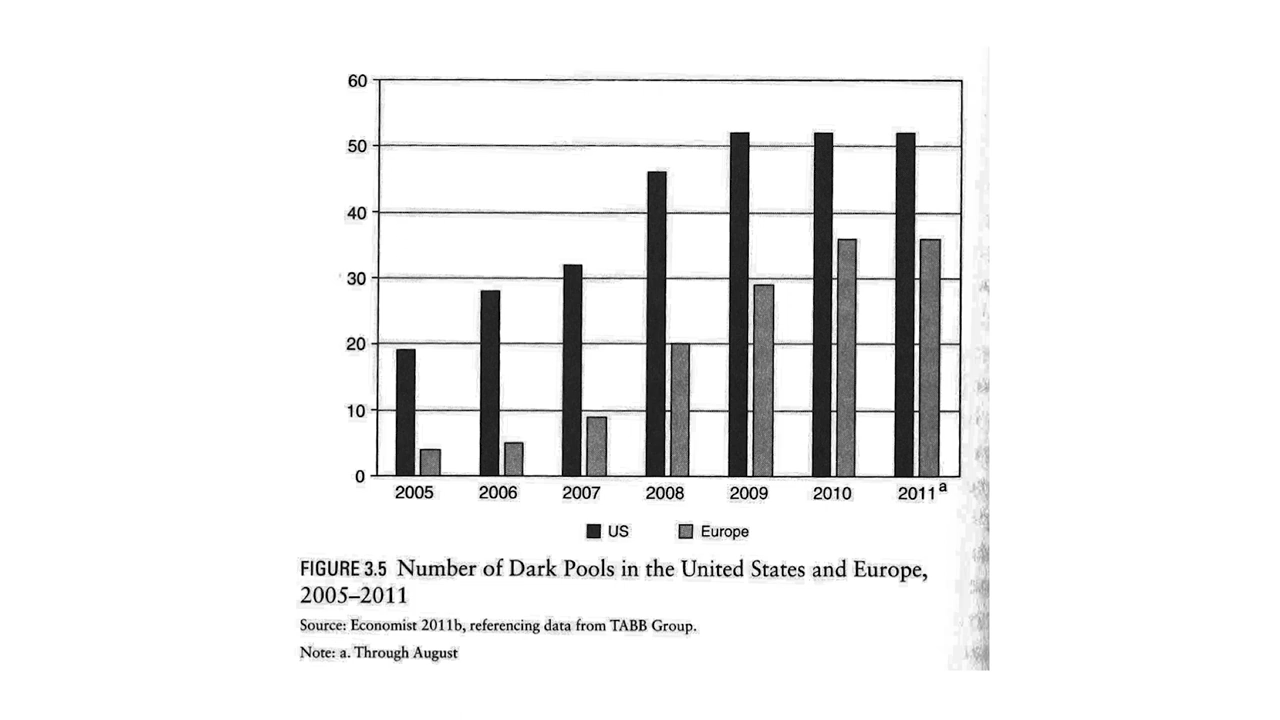 60
50
40
30
20
10
0
2005 2006 2007 2008 2009 2010 2011 a
US Europe
FIGURE 3.5 Number of Dark Pools in the United States and Europe,
2005–2011
Source: Economist 2011b, referencing data from TABB Group.
Note: a. Through August